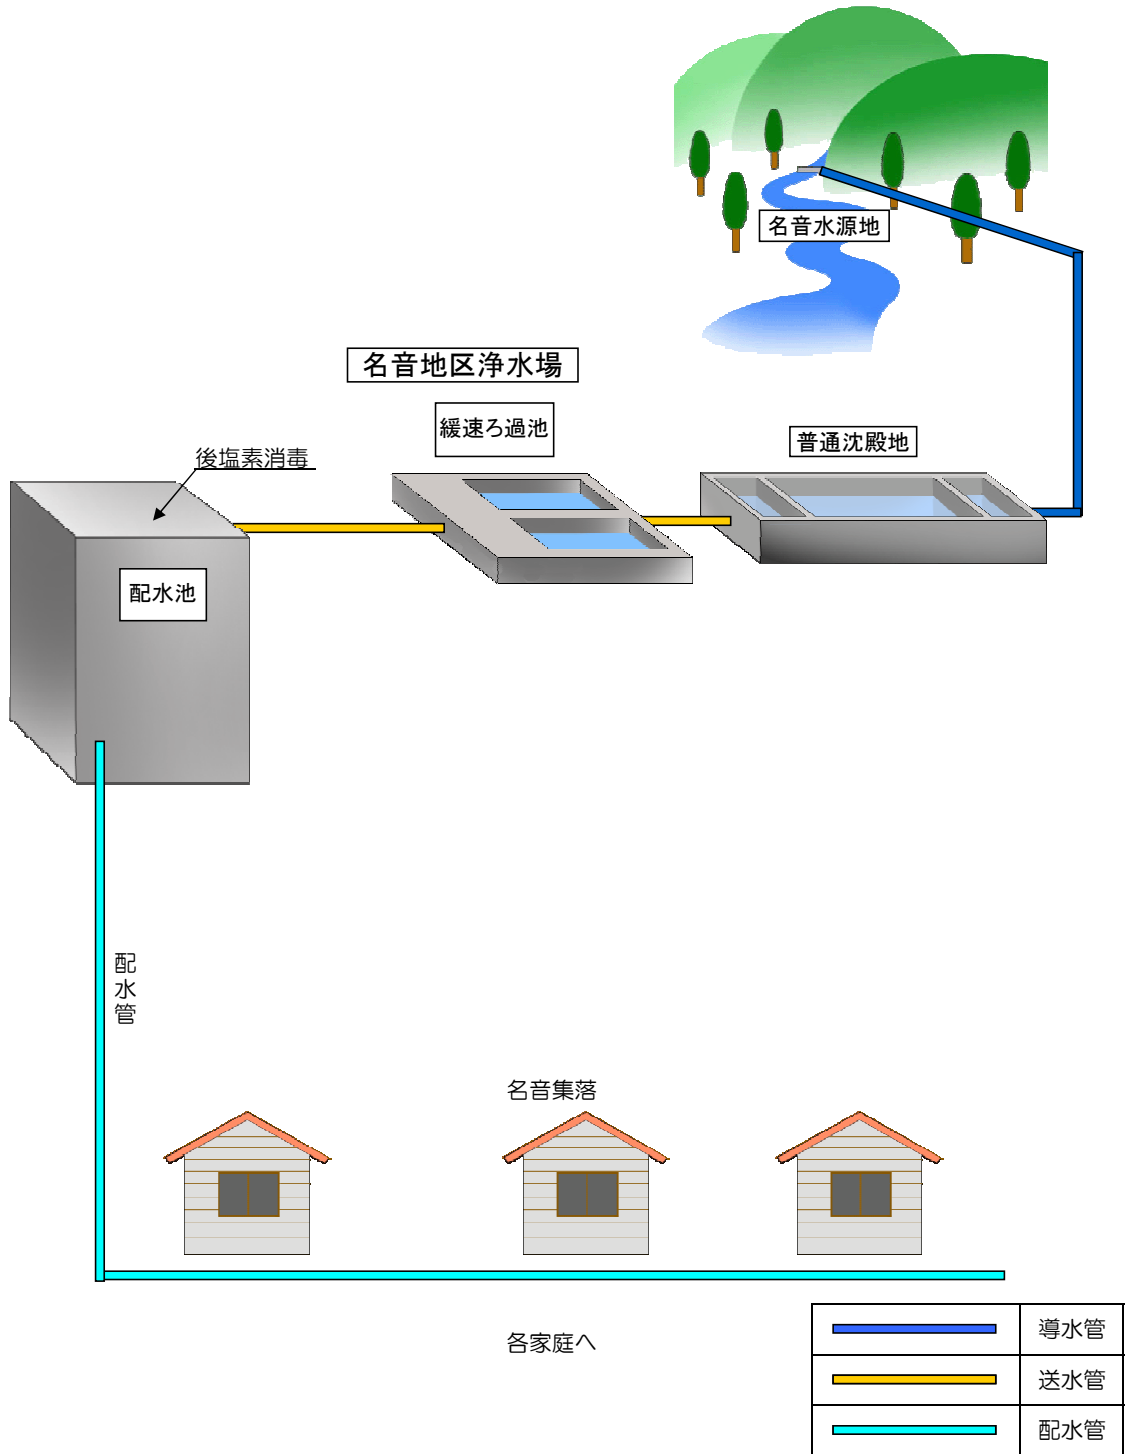 名音水源地
名音地区浄水場
緩速ろ過池
普通沈殿地
後塩素消毒
配水池
配水管
名音集落
各家庭へ
導水管
送水管
配水管